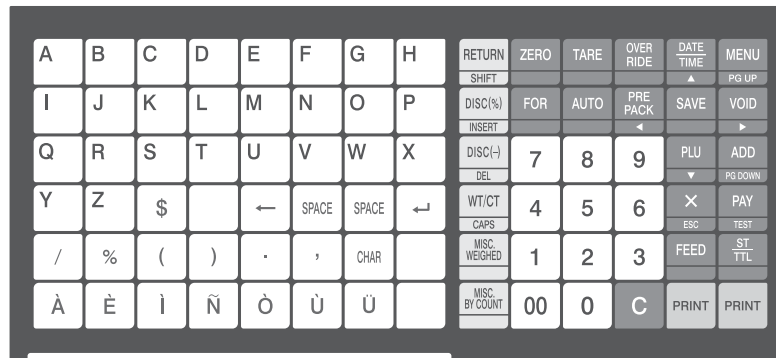 A B C D E F G H RETURN ZERO TARE OVER RIDE DATE TIME MENU
SHIFT ▲ PG UP
I J K L M N O P DISC(%) FOR AUTO PRE PACK SAVE VOID
INSERT ◀ ▶
Q R S T U V W X DISC(–) 7 8 9 PLU ADD
DEL ▼ PG DOWN
Y Z $ ← SPACE SPACE ↵ WT/CT 4 5 6 × PAY
CAPS ESC TEST
/ % ( ) · , CHAR MISC. WEIGHED 1 2 3 FEED ST TTL
À È Ì Ñ Ò Ù Ü MISC. BY COUNT 00 0 C PRINT PRINT